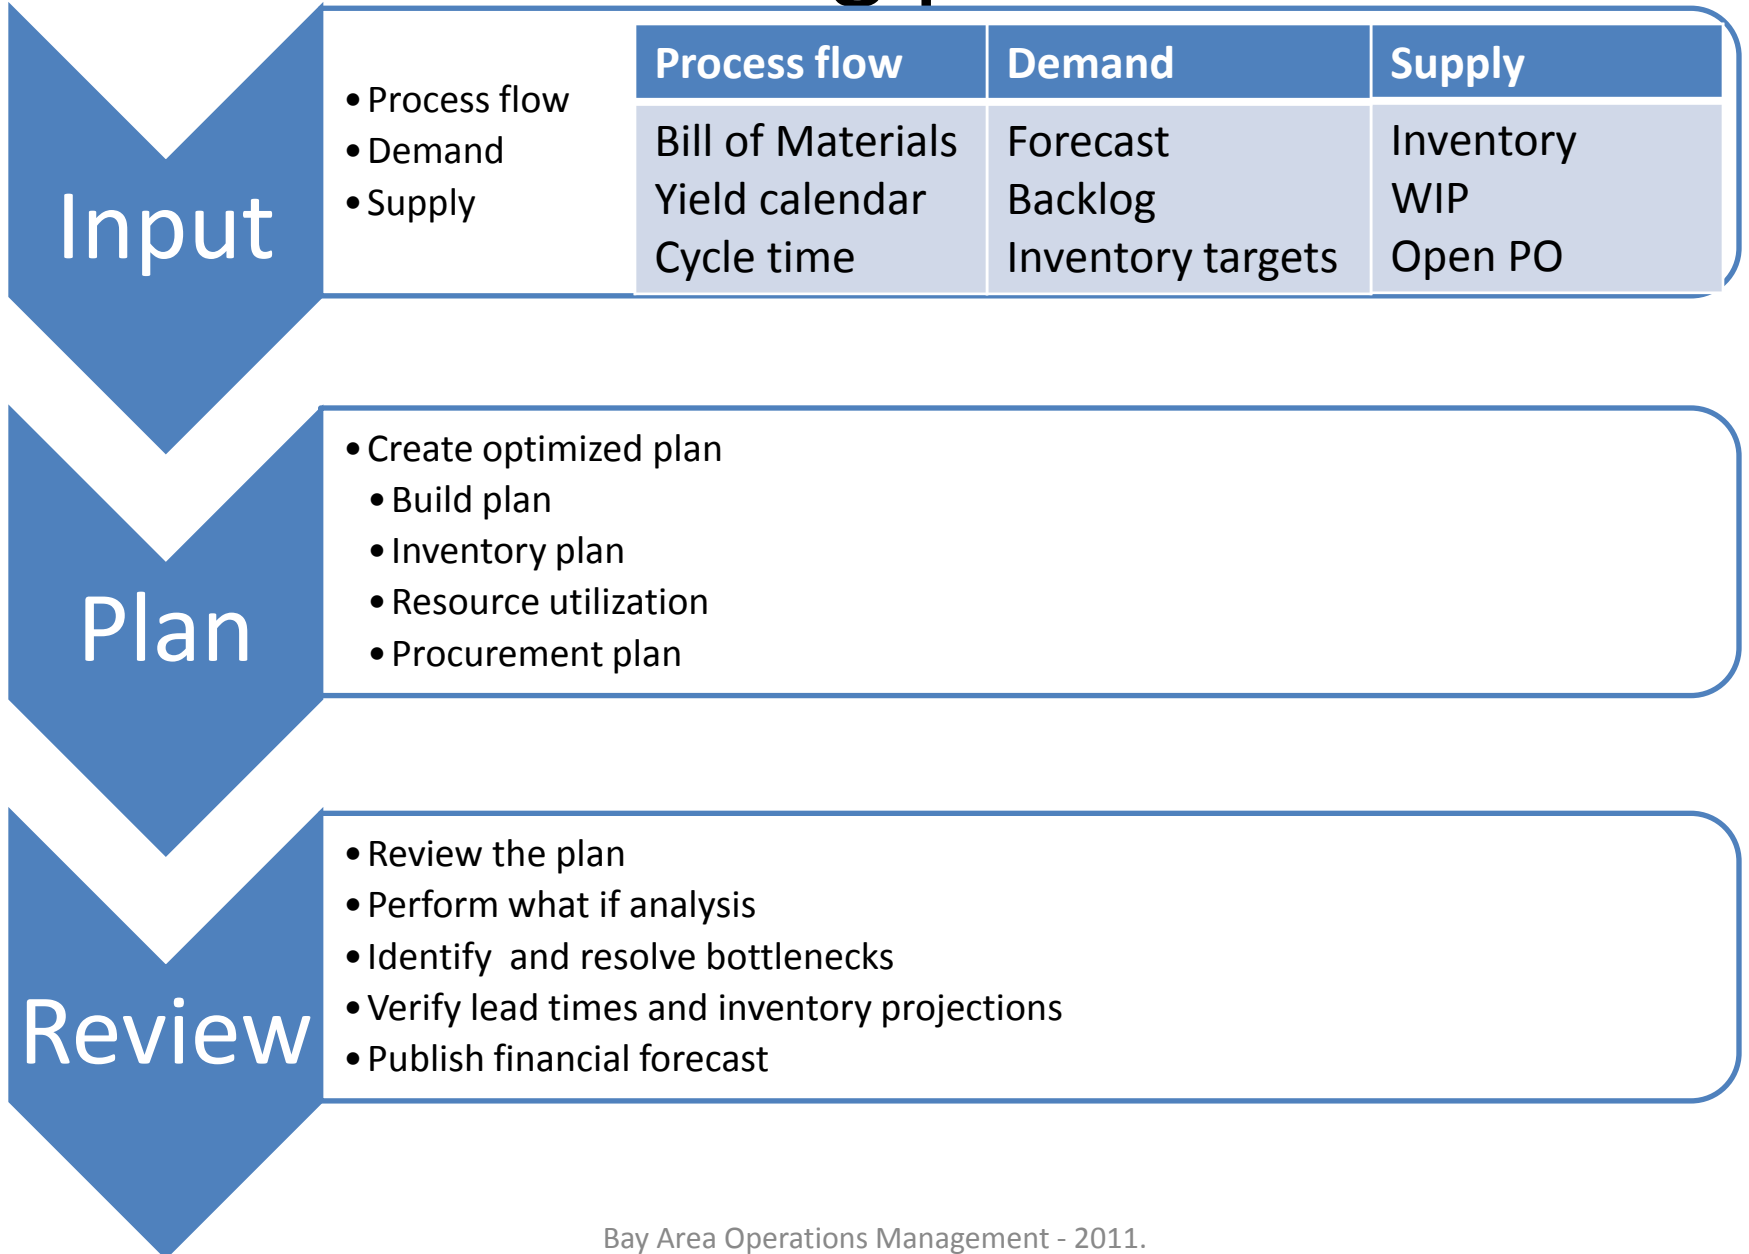 Input
• Process flow
• Demand
• Supply
Process flow Demand Supply
Bill of Materials Forecast Inventory
Yield calendar Backlog WIP
Cycle time Inventory targets Open PO
Plan
• Create optimized plan
• Build plan
• Inventory plan
• Resource utilization
• Procurement plan
Review
• Review the plan
• Perform what if analysis
• Identify  and resolve bottlenecks
• Verify lead times and inventory projections
• Publish financial forecast
Bay Area Operations Management - 2011.